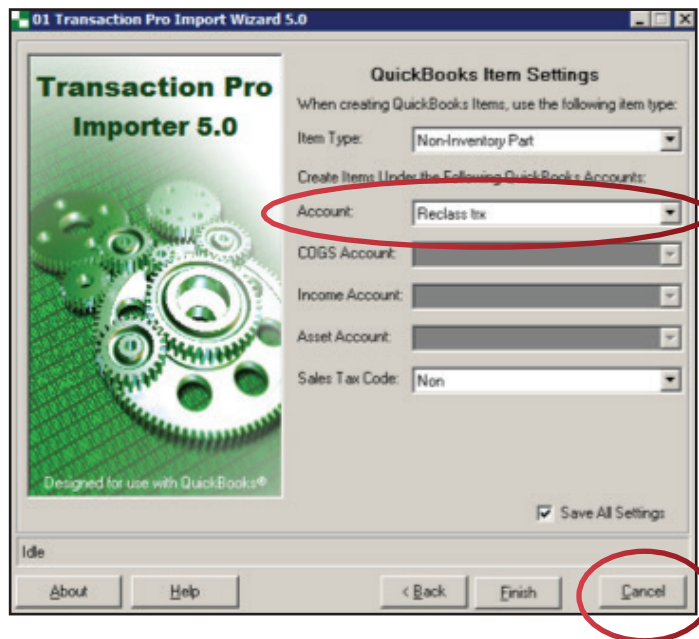 01 Transaction Pro Import Wizard 5.0
Transaction Pro
Importer 5.0
Designed for use with QuickBooks®
QuickBooks Item Settings
When creating QuickBooks Items, use the following item type:
Item Type: Non-Inventory Part
Create Items Under the Following QuickBooks Accounts:
Account: Reclass trx
COGS Account:
Income Account:
Asset Account:
Sales Tax Code: Non
Save All Settings
Idle
About Help < Back Finish Cancel